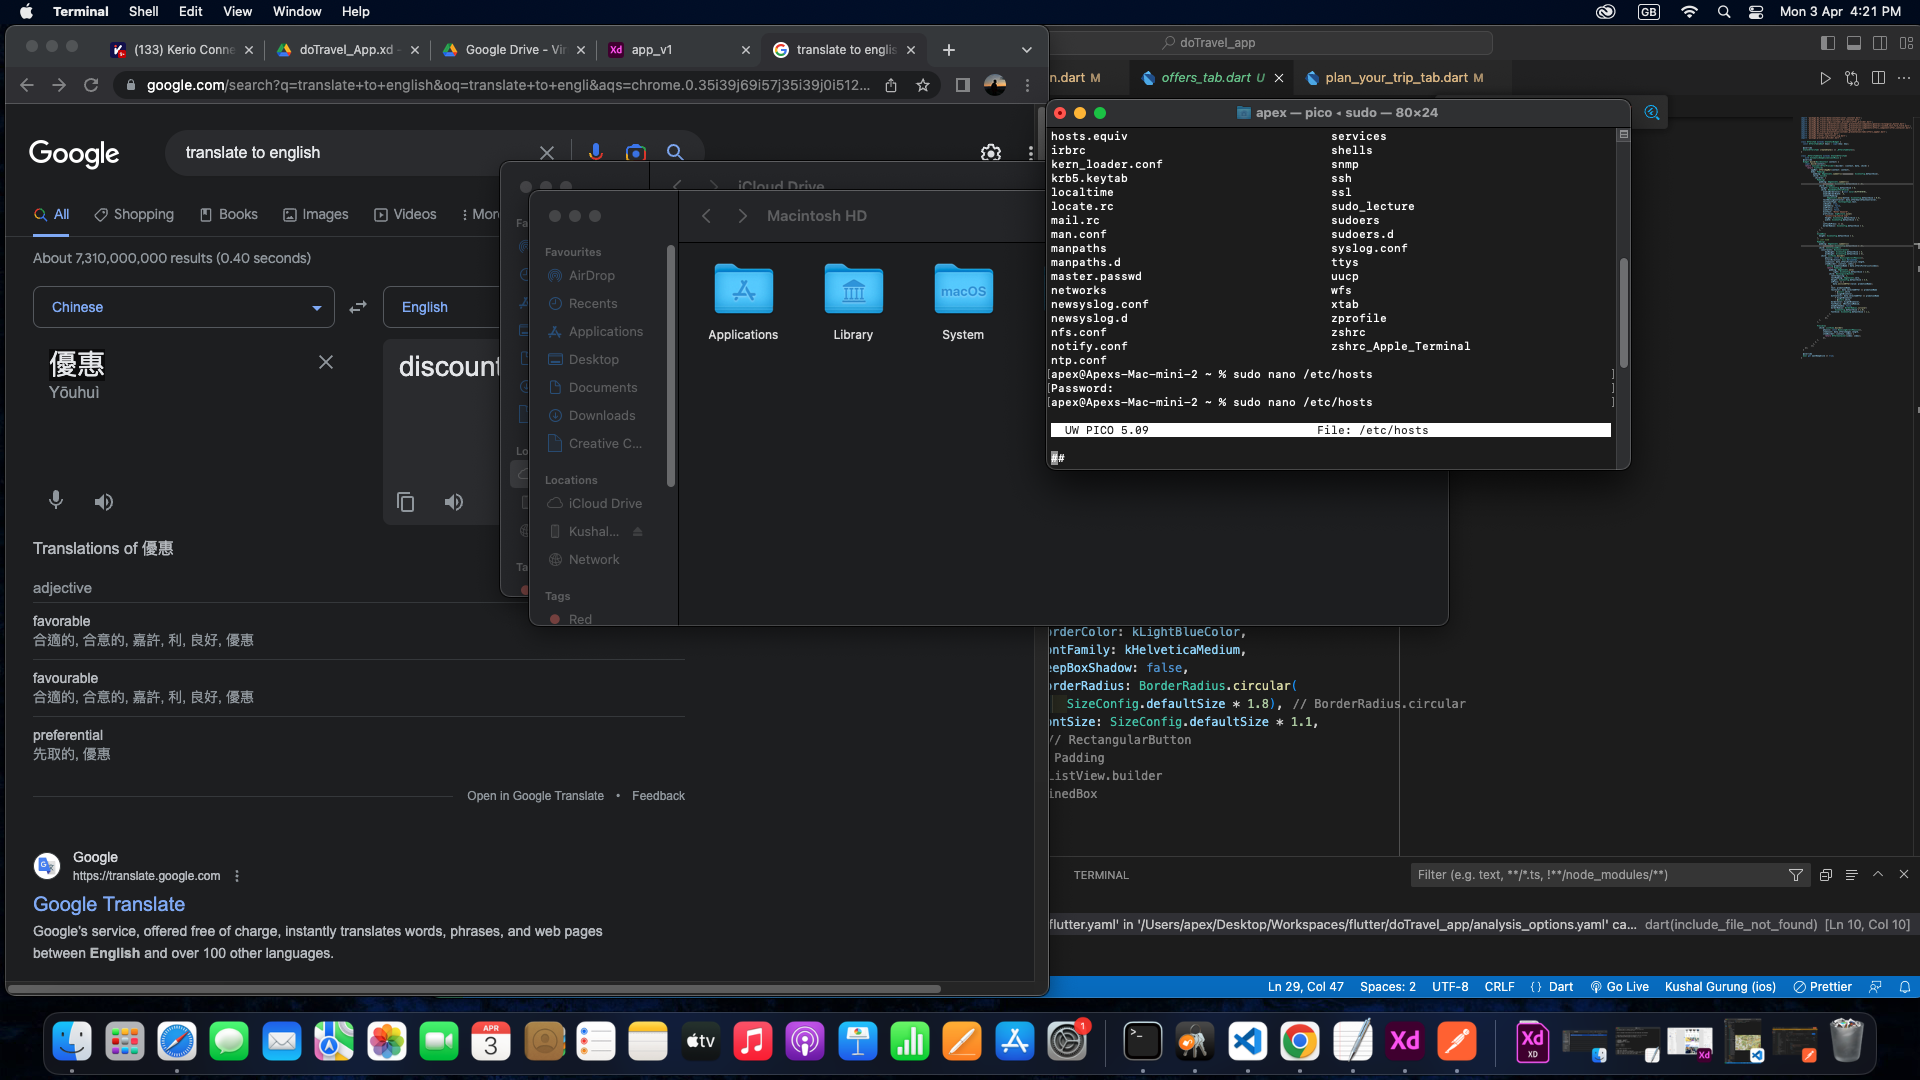 Terminal Shell Edit View Window Help
GB Mon 3 Apr 4:21 PM
(133) Kerio Conne
doTravel_App.xd
Google Drive - Vir
Xd app_v1
translate to englis
google.com/search?q=translate+to+english&oq=translate+to+engli&aqs=chrome.0.35i39j69i57j35i39j0i512...
Google
translate to english
All Shopping Books Images Videos More
About 7,310,000,000 results (0.40 seconds)
Chinese
English
優惠
Yōuhuì
discount
Translations of 優惠
adjective
favorable
合適的, 合意的, 嘉許, 利, 良好, 優惠
favourable
合適的, 合意的, 嘉許, 利, 良好, 優惠
preferential
先取的, 優惠
Open in Google Translate • Feedback
Google
https://translate.google.com
Google Translate
Google's service, offered free of charge, instantly translates words, phrases, and web pages
between English and over 100 other languages.
iCloud Drive
Fa
Lo
Ta
Macintosh HD
Favourites
AirDrop
Recents
Applications
Desktop
Documents
Downloads
Creative C...
Locations
iCloud Drive
Kushal...
Network
Tags
Red
Applications
Library
macOS
System
doTravel_app
n.dart M
offers_tab.dart U
plan_your_trip_tab.dart M
apex — pico ◂ sudo — 80×24
hosts.equiv services
irbrc shells
kern_loader.conf snmp
krb5.keytab ssh
localtime ssl
locate.rc sudo_lecture
mail.rc sudoers
man.conf sudoers.d
manpaths syslog.conf
manpaths.d ttys
master.passwd uucp
networks wfs
newsyslog.conf xtab
newsyslog.d zprofile
nfs.conf zshrc
notify.conf zshrc_Apple_Terminal
ntp.conf
[apex@Apexs-Mac-mini-2 ~ % sudo nano /etc/hosts ]
[Password: ]
[apex@Apexs-Mac-mini-2 ~ % sudo nano /etc/hosts ]
UW PICO 5.09 File: /etc/hosts
##
orderColor: kLightBlueColor,
ontFamily: kHelveticaMedium,
eepBoxShadow: false,
orderRadius: BorderRadius.circular(
SizeConfig.defaultSize * 1.8), // BorderRadius.circular
ontSize: SizeConfig.defaultSize * 1.1,
// RectangularButton
Padding
ListView.builder
inedBox
TERMINAL
Filter (e.g. text, **/*.ts, !**/node_modules/**)
flutter.yaml' in '/Users/apex/Desktop/Workspaces/flutter/doTravel_app/analysis_options.yaml' ca... dart(include_file_not_found) [Ln 10, Col 10]
Ln 29, Col 47 Spaces: 2 UTF-8 CRLF {} Dart Go Live Kushal Gurung (ios) Prettier
APR
3
tv
1
Xd
Xd
XD